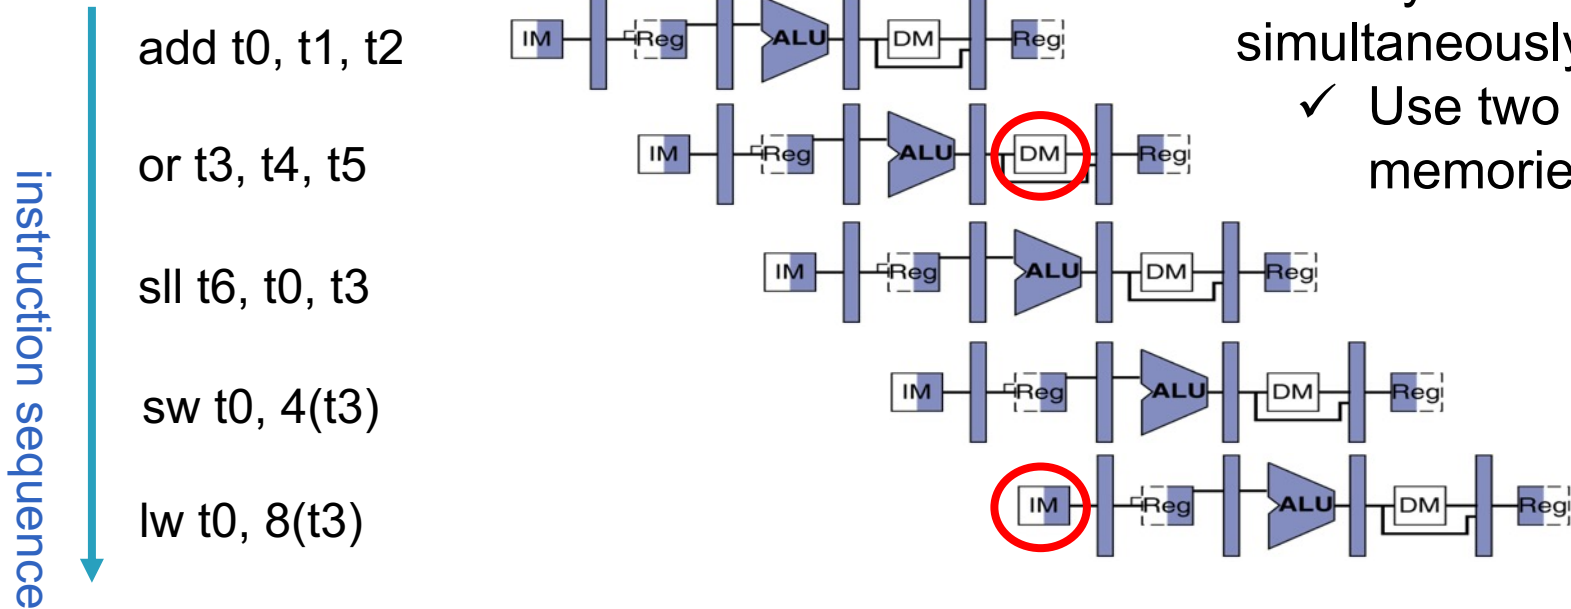 add t0, t1, t2
IM Reg ALU DM Reg
simultaneously
✓ Use two
memorie
or t3, t4, t5
IM Reg ALU DM Reg
sll t6, t0, t3
IM Reg ALU DM Reg
sw t0, 4(t3)
IM Reg ALU DM Reg
lw t0, 8(t3)
IM Reg ALU DM Reg
instruction sequence